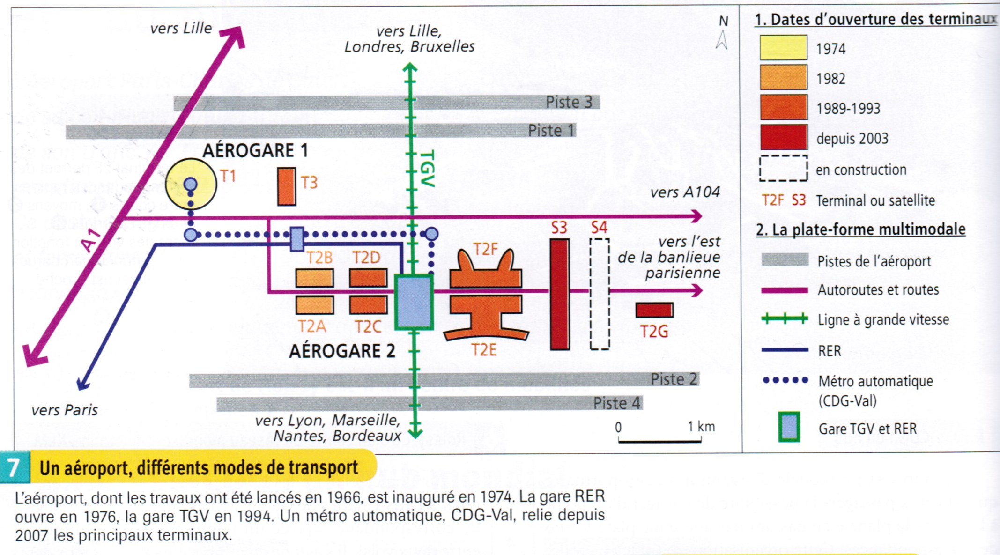 vers Lille
vers Lille,
Londres, Bruxelles
N
Piste 3
Piste 1
AÉROGARE 1
T1
T3
TGV
vers A104
A1
S3
S4
vers l'est
de la banlieue
parisienne
T2B
T2D
T2F
T2A
T2C
T2E
T2G
AÉROGARE 2
Piste 2
Piste 4
vers Paris
vers Lyon, Marseille,
Nantes, Bordeaux
0 1 km
1. Dates d'ouverture des terminaux
1974
1982
1989-1993
depuis 2003
en construction
T2F S3 Terminal ou satellite
2. La plate-forme multimodale
Pistes de l'aéroport
Autoroutes et routes
Ligne à grande vitesse
RER
Métro automatique
(CDG-Val)
Gare TGV et RER
7 Un aéroport, différents modes de transport
L'aéroport, dont les travaux ont été lancés en 1966, est inauguré en 1974. La gare RER
ouvre en 1976, la gare TGV en 1994. Un métro automatique, CDG-Val, relie depuis
2007 les principaux terminaux.